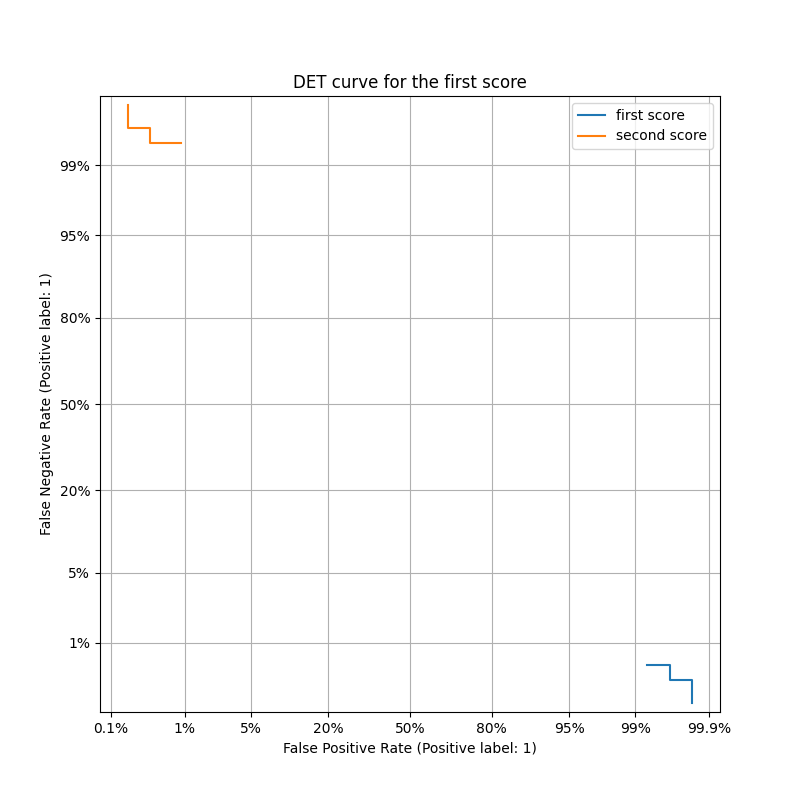 DET curve for the first score
first score
second score
99%
95%
80%
50%
20%
5%
1%
False Negative Rate (Positive label: 1)
0.1% 1% 5% 20% 50% 80% 95% 99% 99.9%
False Positive Rate (Positive label: 1)